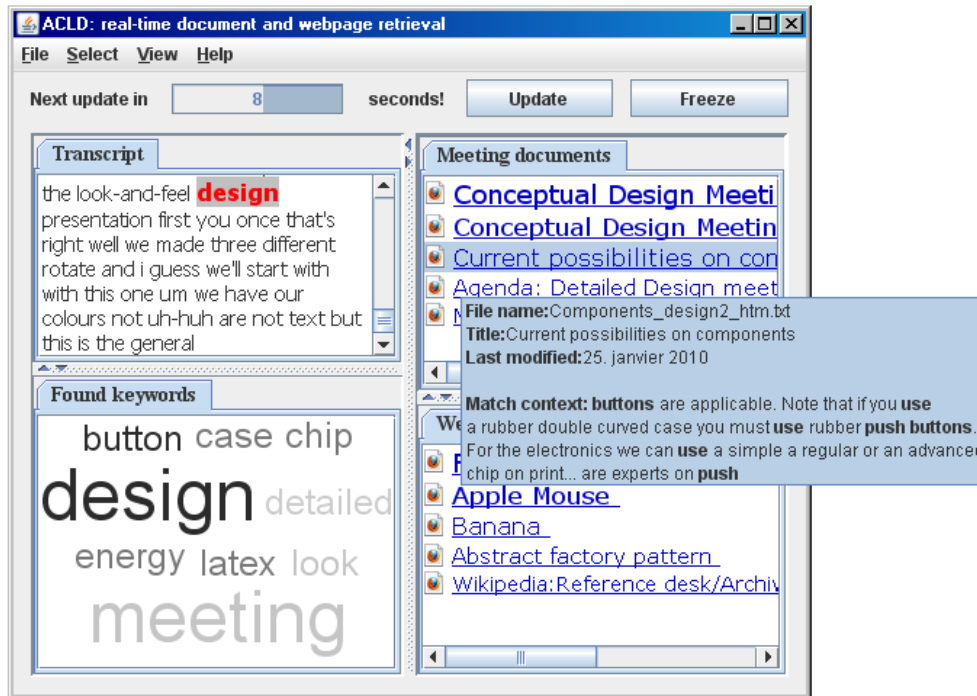 ACLD: real-time document and webpage retrieval
File Select View Help
Next update in 8 seconds! Update Freeze
Transcript
the look-and-feel design
presentation first you once that's
right well we made three different
rotate and i guess we'll start with
with this one um we have our
colours not uh-huh are not text but
this is the general
Found keywords
button case chip
design detailed
energy latex look
meeting
Meeting documents
Conceptual Design Meeti
Conceptual Design Meetin
Current possibilities on con
Agenda: Detailed Design meet
File name:Components_design2_htm.txt
Title:Current possibilities on components
Last modified:25. janvier 2010
Match context: buttons are applicable. Note that if you use
a rubber double curved case you must use rubber push buttons.
For the electronics we can use a simple a regular or an advanced
chip on print... are experts on push
We
Apple Mouse
Banana
Abstract factory pattern
Wikipedia:Reference desk/Archiv